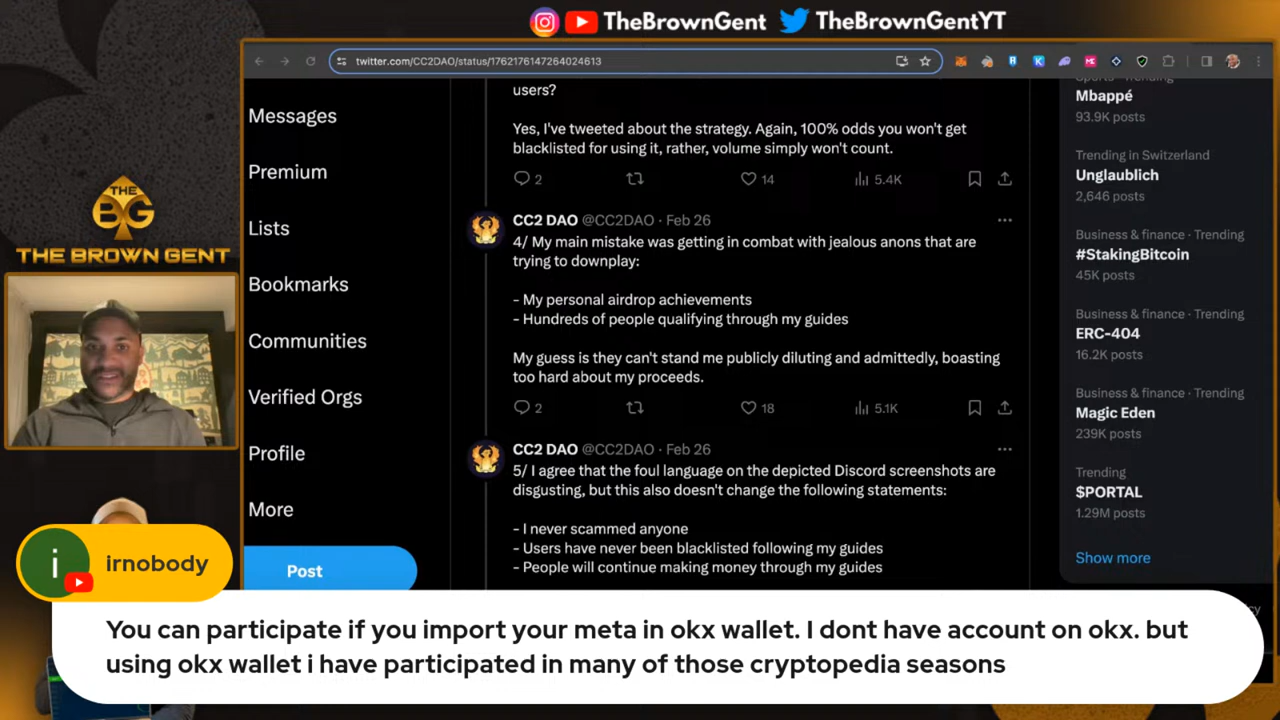 TheBrownGent TheBrownGentYT
twitter.com/CC2DAO/status/1762176147264024613
THE
BG
THE BROWN GENT
Messages
Premium
Lists
Bookmarks
Communities
Verified Orgs
Profile
More
Post
users?
Yes, I've tweeted about the strategy. Again, 100% odds you won't get
blacklisted for using it, rather, volume simply won't count.
2 14 5.4K
CC2 DAO @CC2DAO · Feb 26
4/ My main mistake was getting in combat with jealous anons that are
trying to downplay:
- My personal airdrop achievements
- Hundreds of people qualifying through my guides
My guess is they can't stand me publicly diluting and admittedly, boasting
too hard about my proceeds.
2 18 5.1K
CC2 DAO @CC2DAO · Feb 26
5/ I agree that the foul language on the depicted Discord screenshots are
disgusting, but this also doesn't change the following statements:
- I never scammed anyone
- Users have never been blacklisted following my guides
- People will continue making money through my guides
Sports · Trending
Mbappé
93.9K posts
Trending in Switzerland
Unglaublich
2,646 posts
Business & finance · Trending
#StakingBitcoin
45K posts
Business & finance · Trending
ERC-404
16.2K posts
Business & finance · Trending
Magic Eden
239K posts
Trending
$PORTAL
1.29M posts
Show more
i irnobody
You can participate if you import your meta in okx wallet. I dont have account on okx. but
using okx wallet i have participated in many of those cryptopedia seasons